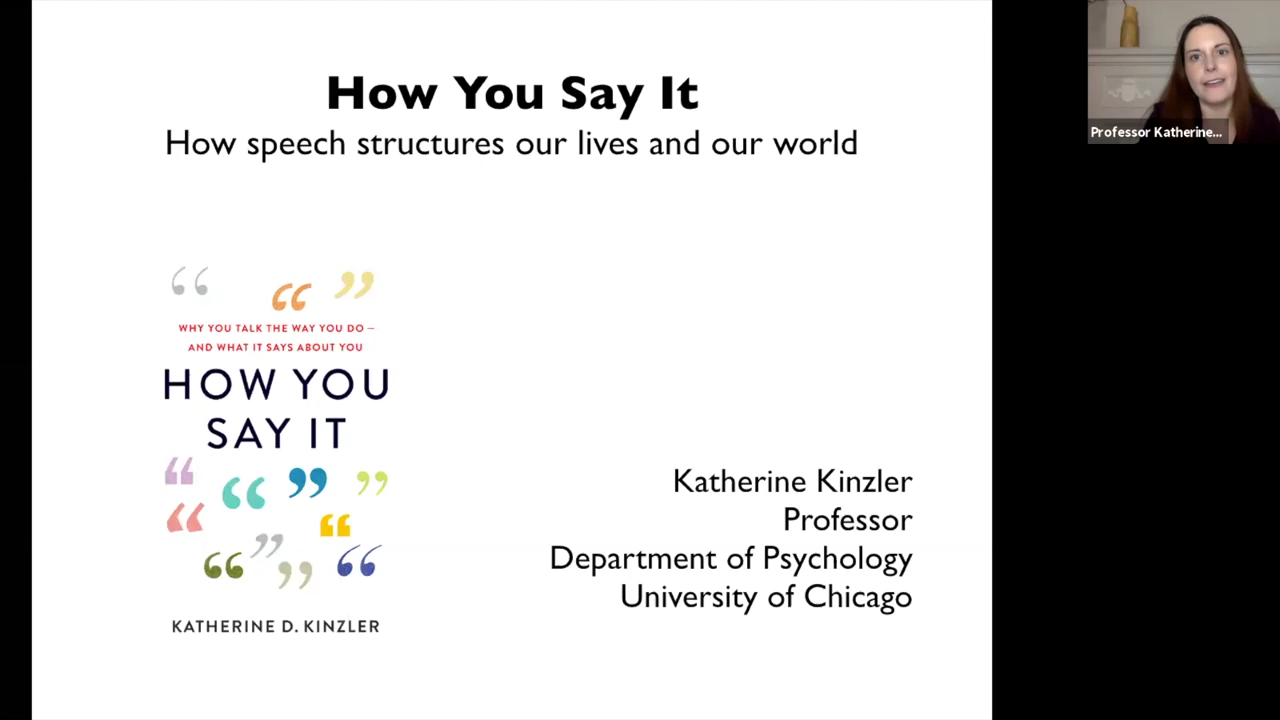 How You Say It
How speech structures our lives and our world
WHY YOU TALK THE WAY YOU DO –
AND WHAT IT SAYS ABOUT YOU
HOW YOU
SAY IT
KATHERINE D. KINZLER
Katherine Kinzler
Professor
Department of Psychology
University of Chicago
Professor Katherine...